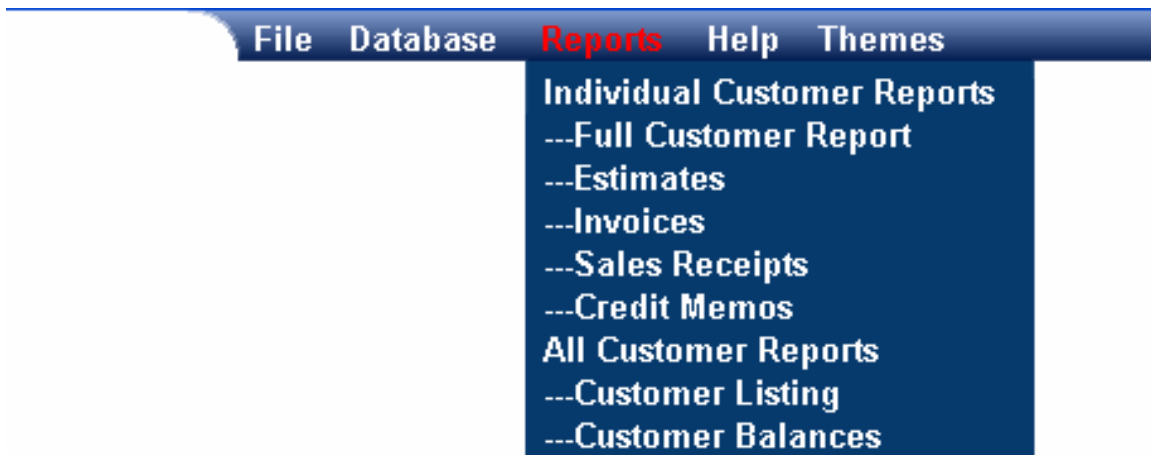 File Database Reports Help Themes
Individual Customer Reports
---Full Customer Report
---Estimates
---Invoices
---Sales Receipts
---Credit Memos
All Customer Reports
---Customer Listing
---Customer Balances